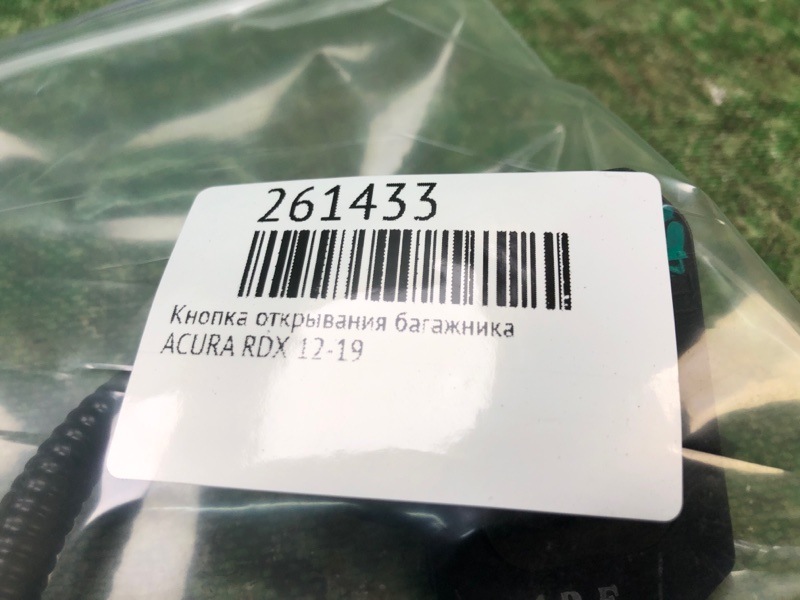 261433
Кнопка открывания багажника
ACURA RDX 12-19